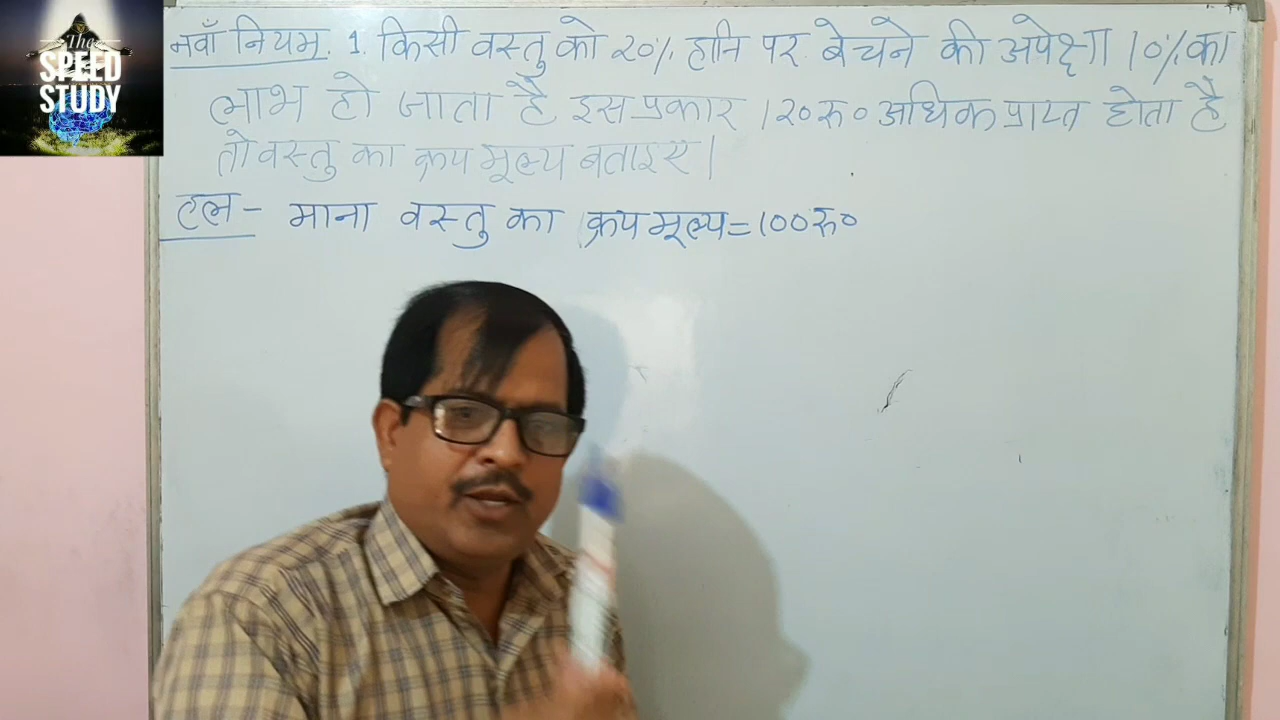 The
SPEED
STUDY
नवाँ नियम. 1. किसी वस्तु को 20% हानि पर बेचने की अपेक्षा 10% का
लाभ हो जाता है इस प्रकार 120 रु० अधिक प्राप्त होता है
तो वस्तु का क्रय मूल्य बताइए।
हल- माना वस्तु का क्रय मूल्य = 100 रु०